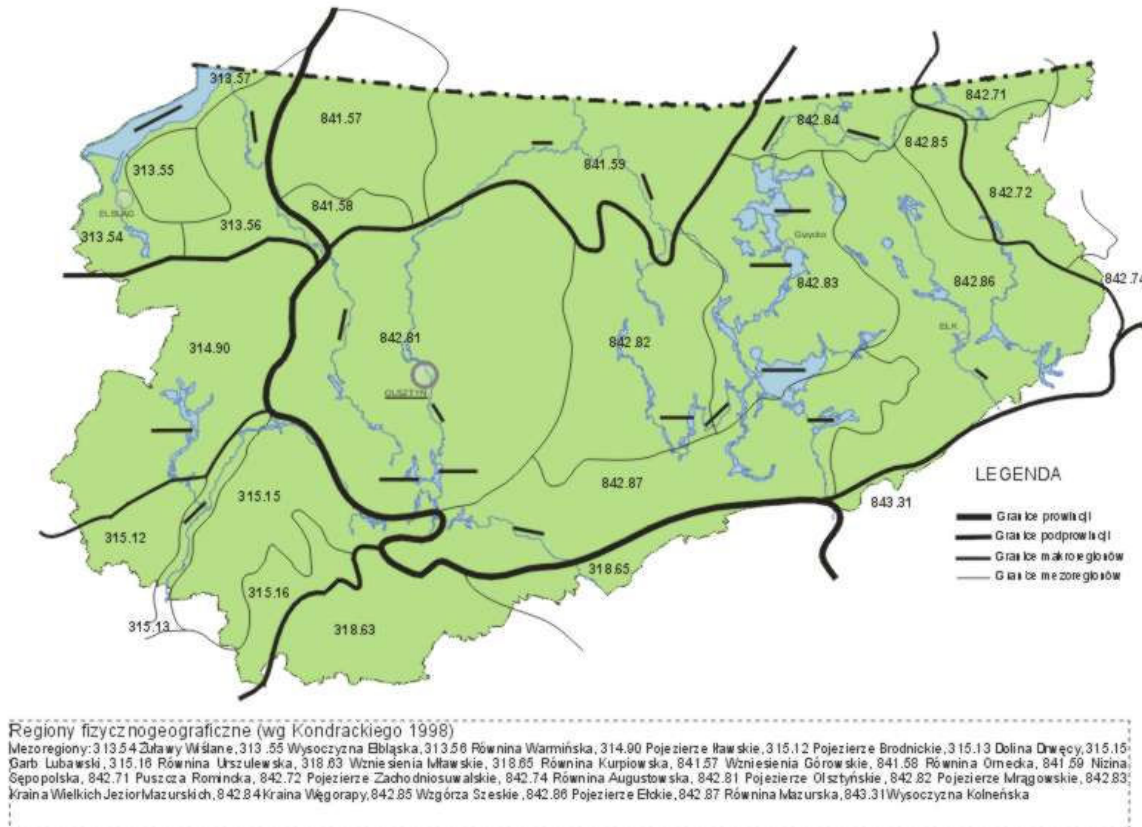 313.57
841.57
842.71
842.84
842.85
313.55
841.59
842.72
ELBLĄG
841.58
313.56
313.54
Giżycko
842.83
842.86
842.74
314.90
842.81
842.82
EŁK
OLSZTYN
315.15
842.87
LEGENDA
843.31
315.12
Granice prowincji
Granice podprowincji
Granice makroregionów
Granice mezoregionów
318.65
315.16
315.13
318.63
Regiony fizycznogeograficzne (wg Kondrackiego 1998)
Mezoregiony: 313.54 Żuławy Wiślane, 313 .55 Wysoczyzna Elbląska, 313.56 Równina Warmińska, 314.90 Pojezierze Iławskie, 315.12 Pojezierze Brodnickie, 315.13 Dolina Drwęcy, 315.15
Garb Lubawski, 315.16 Równina Urszulewska, 318.63 Wzniesienia Mławskie, 318.65 Równina Kurpiowska, 841.57 Wzniesienia Górowskie, 841.58 Równina Ornecka, 841.59 Nizina
Sępopolska, 842.71 Puszcza Romincka, 842.72 Pojezierze Zachodniosuwalskie, 842.74 Równina Augustowska, 842.81 Pojezierze Olsztyńskie, 842.82 Pojezierze Mrągowskie, 842.83
Kraina Wielkich Jezior Mazurskich, 842.84 Kraina Węgorapy, 842.85 Wzgórza Szeskie, 842.86 Pojezierze Ełckie, 842.87 Równina Mazurska, 843.31 Wysoczyzna Kolneńska